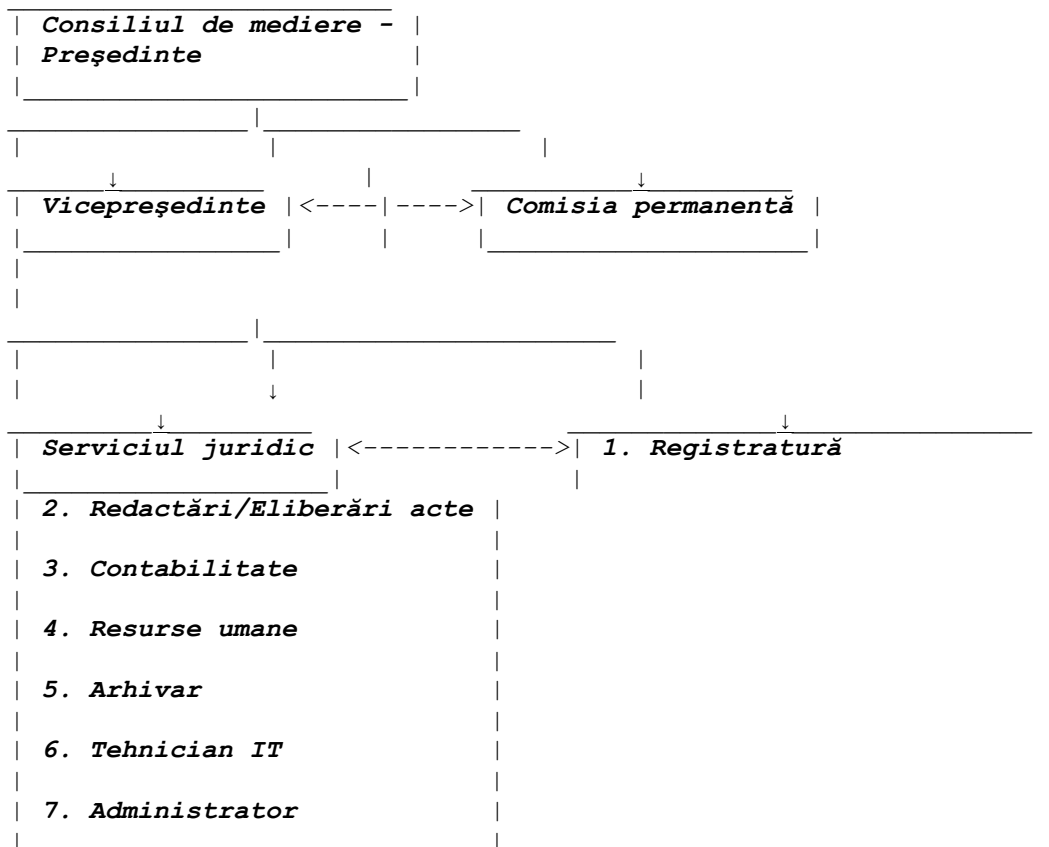 Consiliul de mediere -
Preşedinte
Vicepreşedinte |<----|---->| Comisia permanentă
Serviciul juridic |<------------->| 1. Registratură
2. Redactări/Eliberări acte
3. Contabilitate
4. Resurse umane
5. Arhivar
6. Tehnician IT
7. Administrator